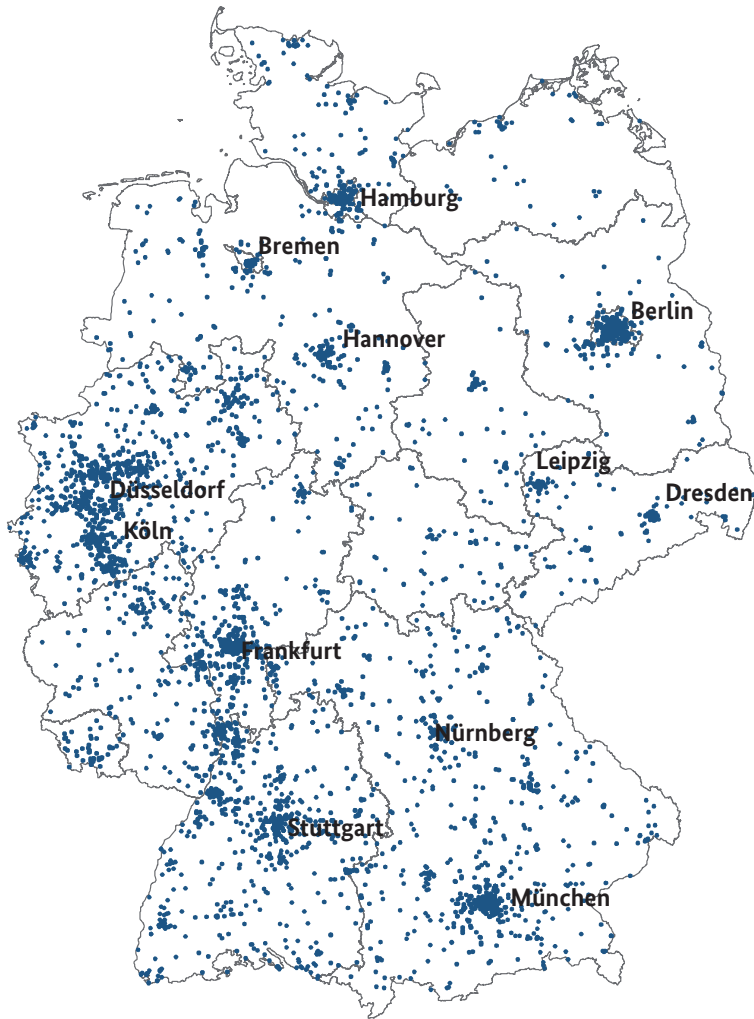 Hamburg
Bremen
Berlin
Hannover
Leipzig
Düsseldorf
Dresden
Köln
Frankfurt
Nürnberg
Stuttgart
München